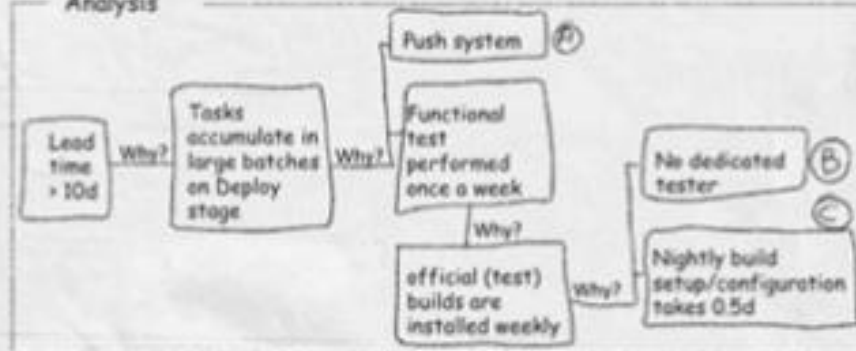 Analysis
Push system
A
Lead
time
> 10d
Why?
Tasks
accumulate in
large batches
on Deploy
stage
Why?
Functional
test
performed
once a week
Why?
official (test)
builds are
installed weekly
Why?
No dedicated
tester
B
C
Nightly build
setup/configuration
takes 0.5d